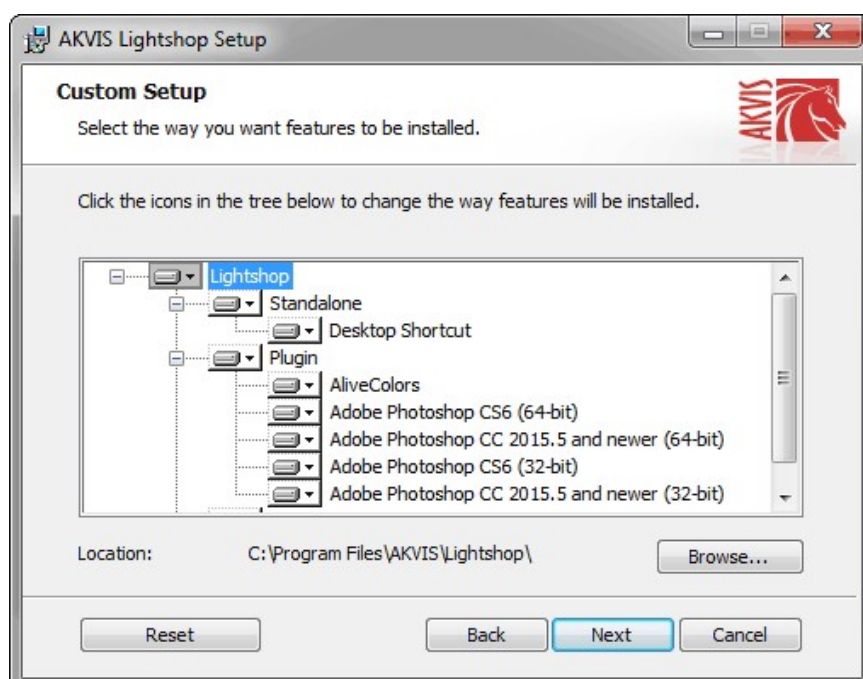 AKVIS Lightshop Setup
Custom Setup
Select the way you want features to be installed.
AKVIS
Click the icons in the tree below to change the way features will be installed.
Lightshop
Standalone
Desktop Shortcut
Plugin
AliveColors
Adobe Photoshop CS6 (64-bit)
Adobe Photoshop CC 2015.5 and newer (64-bit)
Adobe Photoshop CS6 (32-bit)
Adobe Photoshop CC 2015.5 and newer (32-bit)
Location: C:\Program Files\AKVIS\Lightshop\ Browse...
Reset Back Next Cancel